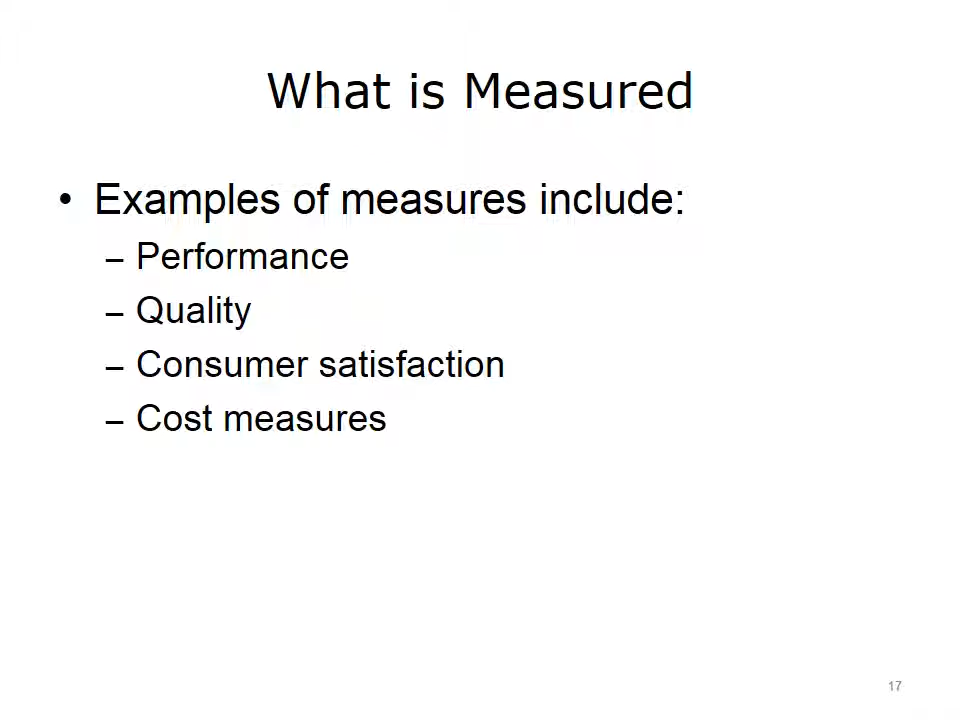 What is Measured
• Examples of measures include:
– Performance
– Quality
– Consumer satisfaction
– Cost measures
17